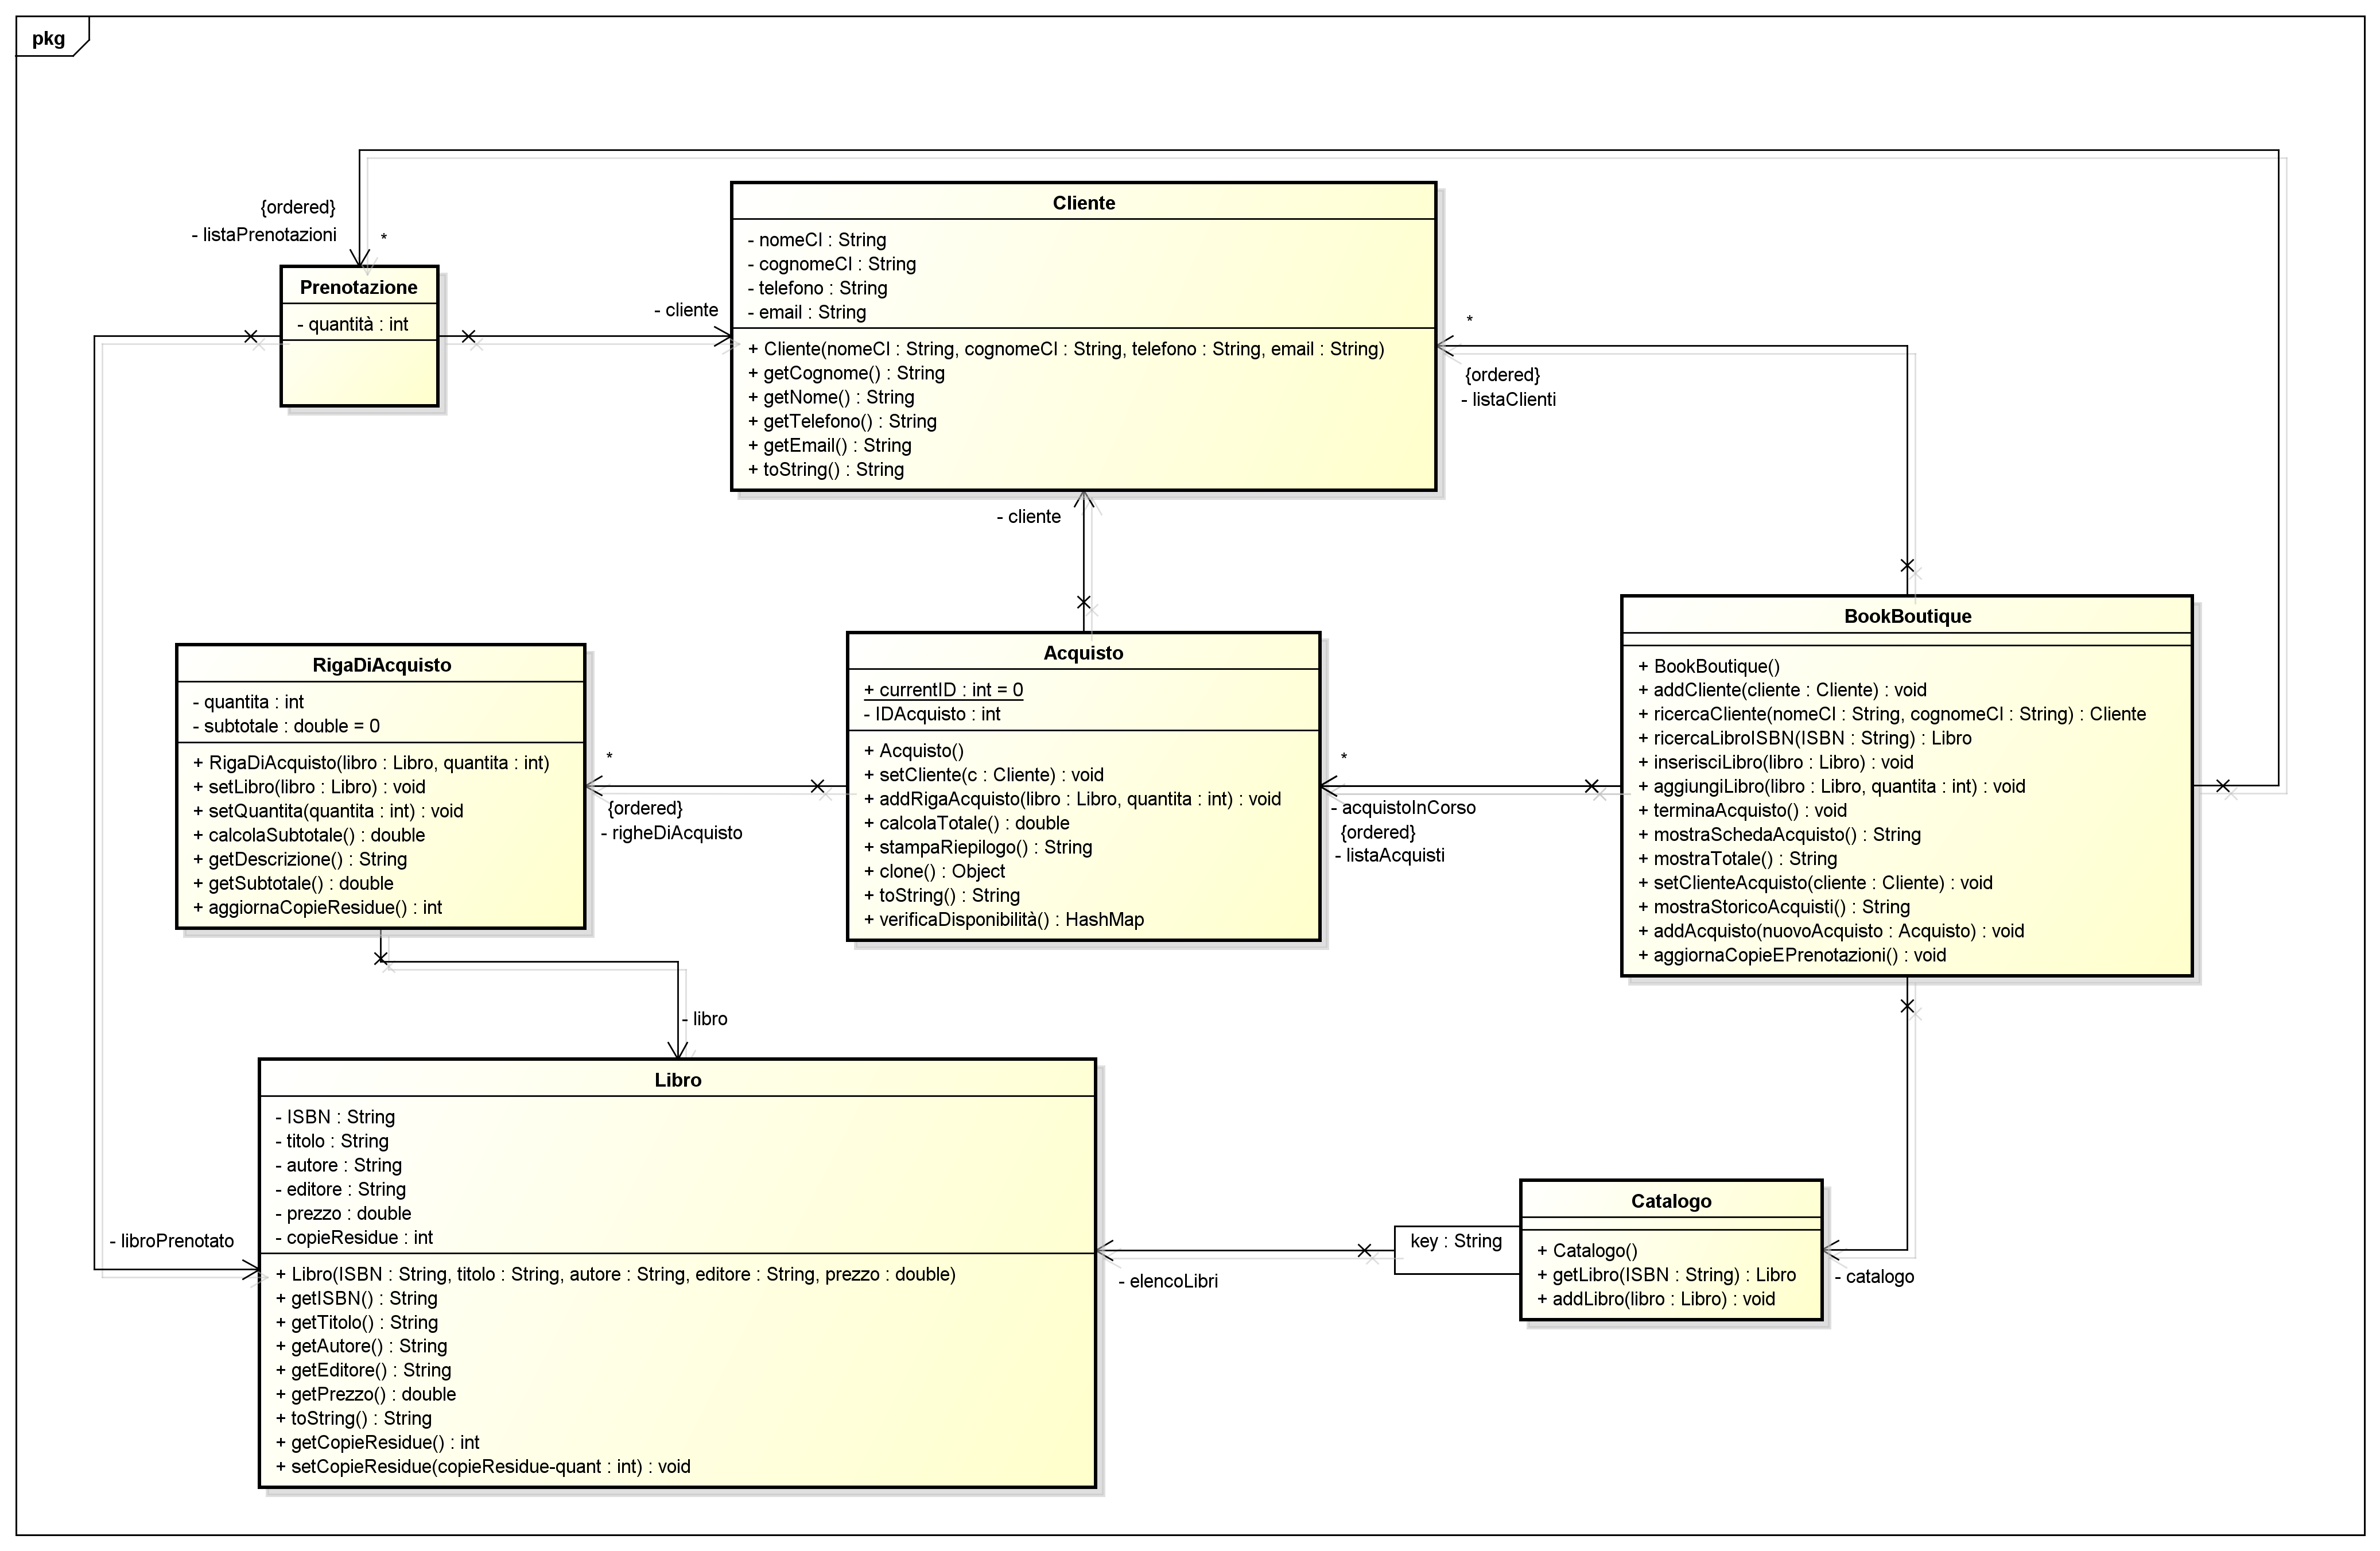 pkg
{ordered}
- listaPrenotazioni
*
Prenotazione
- quantità : int
- cliente
Cliente
- nomeCl : String
- cognomeCl : String
- telefono : String
- email : String
+ Cliente(nomeCl : String, cognomeCl : String, telefono : String, email : String)
+ getCognome() : String
+ getNome() : String
+ getTelefono() : String
+ getEmail() : String
+ toString() : String
*
{ordered}
- listaClienti
- cliente
RigaDiAcquisto
- quantita : int
- subtotale : double = 0
+ RigaDiAcquisto(libro : Libro, quantita : int)
+ setLibro(libro : Libro) : void
+ setQuantita(quantita : int) : void
+ calcolaSubtotale() : double
+ getDescrizione() : String
+ getSubtotale() : double
+ aggiornaCopieResidue() : int
*
{ordered}
- righeDiAcquisto
Acquisto
+ currentID : int = 0
- IDAcquisto : int
+ Acquisto()
+ setCliente(c : Cliente) : void
+ addRigaAcquisto(libro : Libro, quantita : int) : void
+ calcolaTotale() : double
+ stampaRiepilogo() : String
+ clone() : Object
+ toString() : String
+ verificaDisponibilità() : HashMap
*
- acquistoInCorso
{ordered}
- listaAcquisti
BookBoutique
+ BookBoutique()
+ addCliente(cliente : Cliente) : void
+ ricercaCliente(nomeCl : String, cognomeCl : String) : Cliente
+ ricercaLibroISBN(ISBN : String) : Libro
+ inserisciLibro(libro : Libro) : void
+ aggiungiLibro(libro : Libro, quantita : int) : void
+ terminaAcquisto() : void
+ mostraSchedaAcquisto() : String
+ mostraTotale() : String
+ setClienteAcquisto(cliente : Cliente) : void
+ mostraStoricoAcquisti() : String
+ addAcquisto(nuovoAcquisto : Acquisto) : void
+ aggiornaCopieEPrenotazioni() : void
- libro
- libroPrenotato
Libro
- ISBN : String
- titolo : String
- autore : String
- editore : String
- prezzo : double
- copieResidue : int
+ Libro(ISBN : String, titolo : String, autore : String, editore : String, prezzo : double)
+ getISBN() : String
+ getTitolo() : String
+ getAutore() : String
+ getEditore() : String
+ getPrezzo() : double
+ toString() : String
+ getCopieResidue() : int
+ setCopieResidue(copieResidue-quant : int) : void
- elencoLibri
key : String
Catalogo
+ Catalogo()
+ getLibro(ISBN : String) : Libro
+ addLibro(libro : Libro) : void
- catalogo